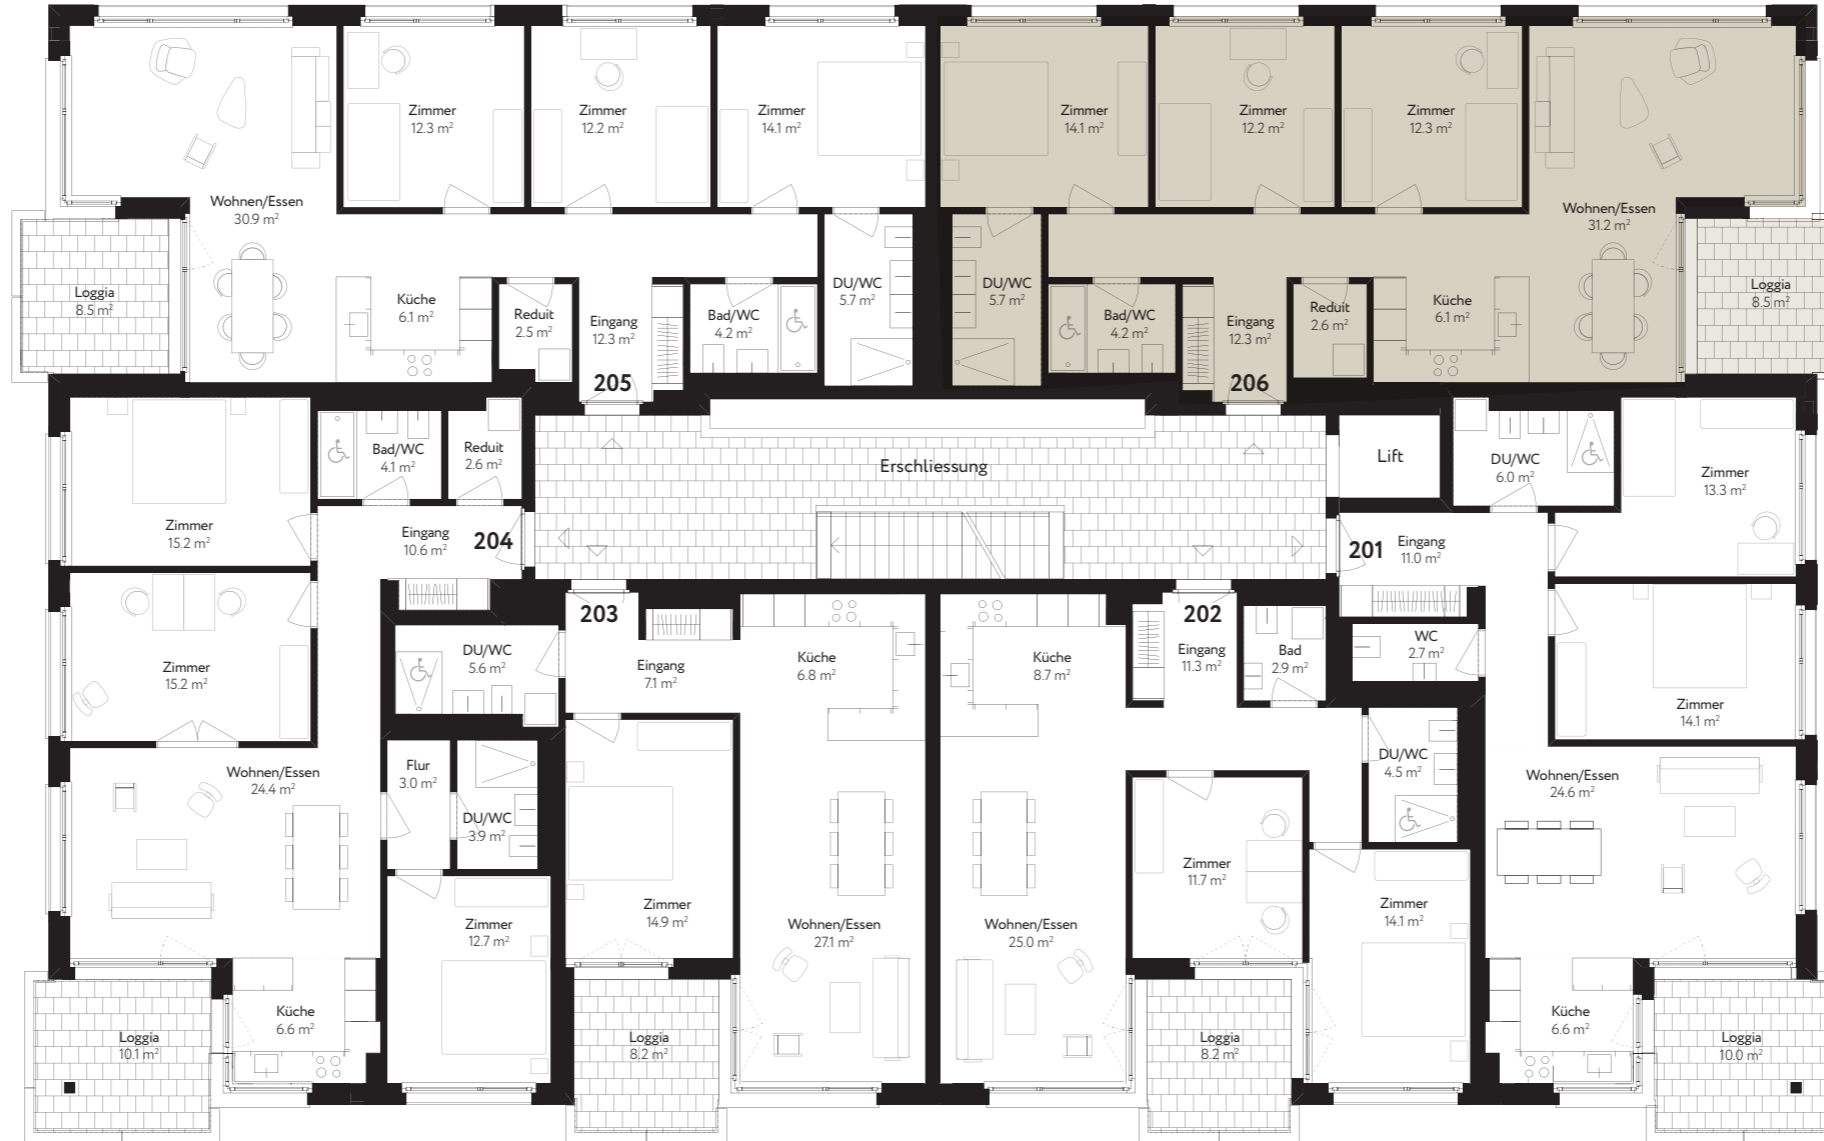 Zimmer
12.3 m²
Zimmer
12.2 m²
Zimmer
14.1 m²
Zimmer
14.1 m²
Zimmer
12.2 m²
Zimmer
12.3 m²
Wohnen/Essen
30.9 m²
Wohnen/Essen
31.2 m²
Loggia
8.5 m²
Küche
6.1 m²
Reduit
2.5 m²
Eingang
12.3 m²
205
Bad/WC
4.2 m²
DU/WC
5.7 m²
DU/WC
5.7 m²
Bad/WC
4.2 m²
Eingang
12.3 m²
206
Reduit
2.6 m²
Küche
6.1 m²
Loggia
8.5 m²
Bad/WC
4.1 m²
Reduit
2.6 m²
Erschliessung
Lift
DU/WC
6.0 m²
Zimmer
13.3 m²
Zimmer
15.2 m²
Eingang
10.6 m²
204
201
Eingang
11.0 m²
203
202
Zimmer
15.2 m²
DU/WC
5.6 m²
Eingang
7.1 m²
Küche
6.8 m²
Küche
8.7 m²
Eingang
11.3 m²
Bad
2.9 m²
WC
2.7 m²
Zimmer
14.1 m²
Wohnen/Essen
24.4 m²
Flur
3.0 m²
DU/WC
3.9 m²
DU/WC
4.5 m²
Wohnen/Essen
24.6 m²
Zimmer
12.7 m²
Zimmer
14.9 m²
Wohnen/Essen
27.1 m²
Wohnen/Essen
25.0 m²
Zimmer
11.7 m²
Zimmer
14.1 m²
Loggia
10.1 m²
Küche
6.6 m²
Loggia
8.2 m²
Loggia
8.2 m²
Küche
6.6 m²
Loggia
10.0 m²